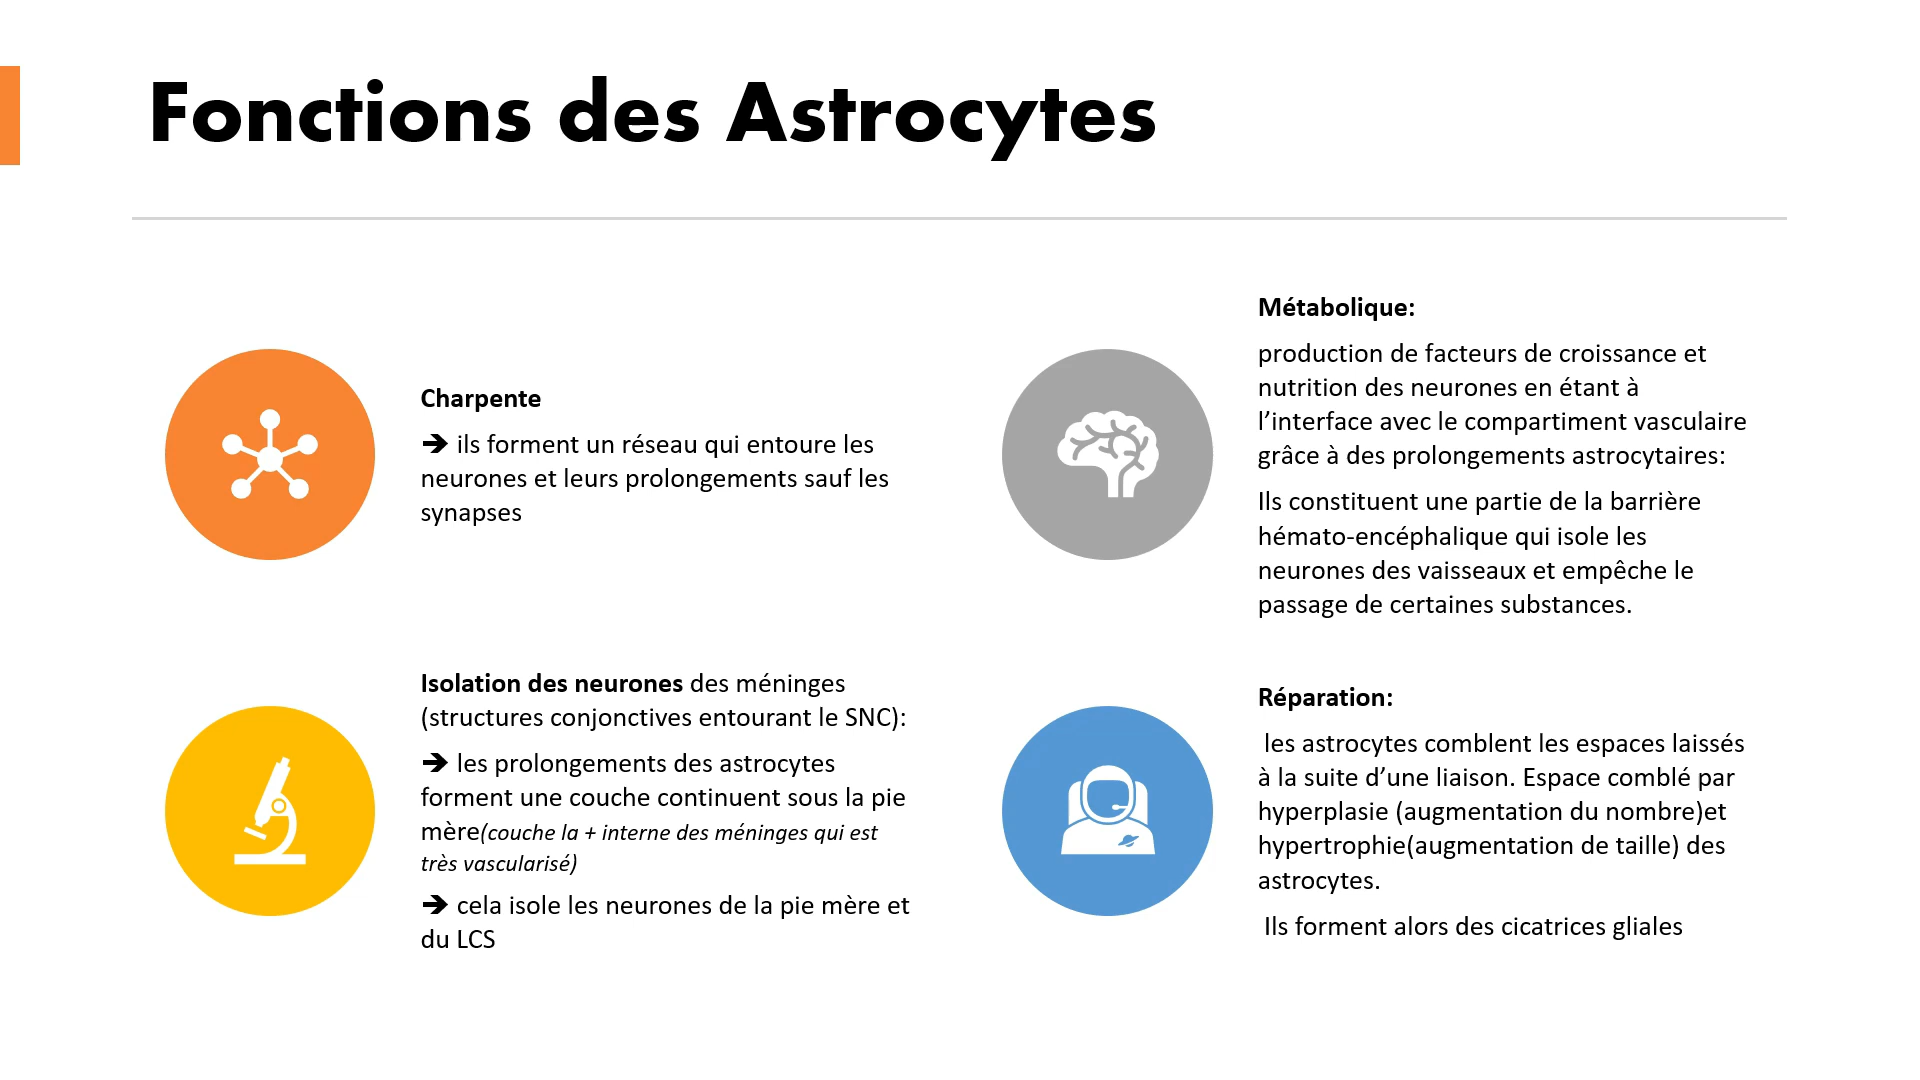 Fonctions des Astrocytes
Charpente
➔ ils forment un réseau qui entoure les
neurones et leurs prolongements sauf les
synapses
Métabolique:
production de facteurs de croissance et
nutrition des neurones en étant à
l’interface avec le compartiment vasculaire
grâce à des prolongements astrocytaires:
Ils constituent une partie de la barrière
hémato-encéphalique qui isole les
neurones des vaisseaux et empêche le
passage de certaines substances.
Isolation des neurones des méninges
(structures conjonctives entourant le SNC):
➔ les prolongements des astrocytes
forment une couche continuent sous la pie
mère(couche la + interne des méninges qui est
très vascularisé)
➔ cela isole les neurones de la pie mère et
du LCS
Réparation:
les astrocytes comblent les espaces laissés
à la suite d’une liaison. Espace comblé par
hyperplasie (augmentation du nombre)et
hypertrophie(augmentation de taille) des
astrocytes.
Ils forment alors des cicatrices gliales